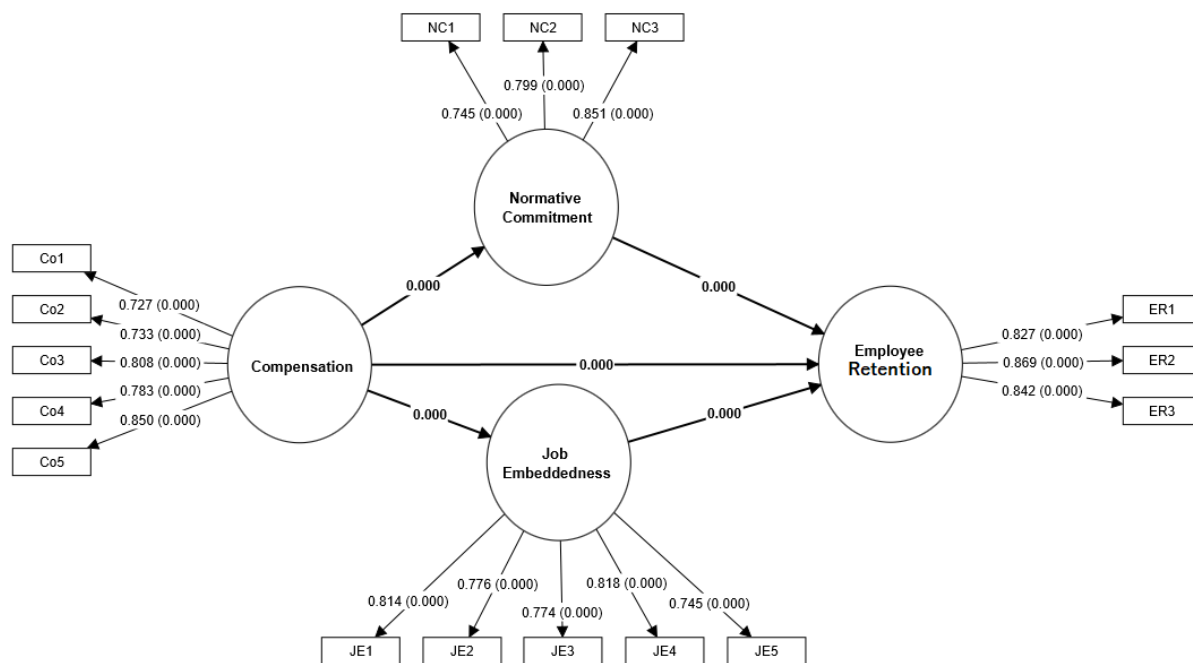 NC1
NC2
NC3
0.799 (0.000)
0.745 (0.000)
0.851 (0.000)
Normative
Commitment
Co1
Co2
Co3
Co4
Co5
0.727 (0.000)
0.733 (0.000)
0.808 (0.000)
0.783 (0.000)
0.850 (0.000)
Compensation
0.000
0.000
0.000
0.000
0.000
Employee
Retention
0.827 (0.000)
0.869 (0.000)
0.842 (0.000)
ER1
ER2
ER3
Job
Embeddedness
0.814 (0.000)
0.776 (0.000)
0.774 (0.000)
0.818 (0.000)
0.745 (0.000)
JE1
JE2
JE3
JE4
JE5